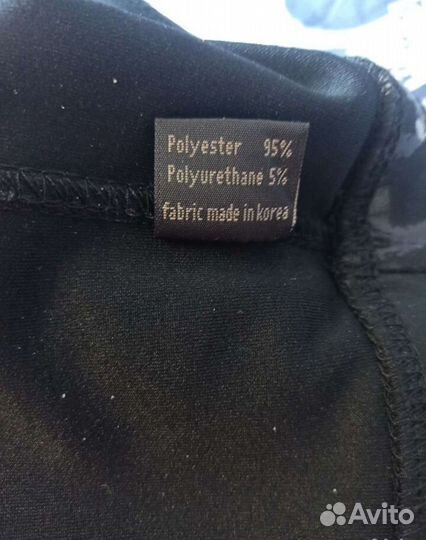 Polyester 95%
Polyurethane 5%
fabric made in korea
Avito